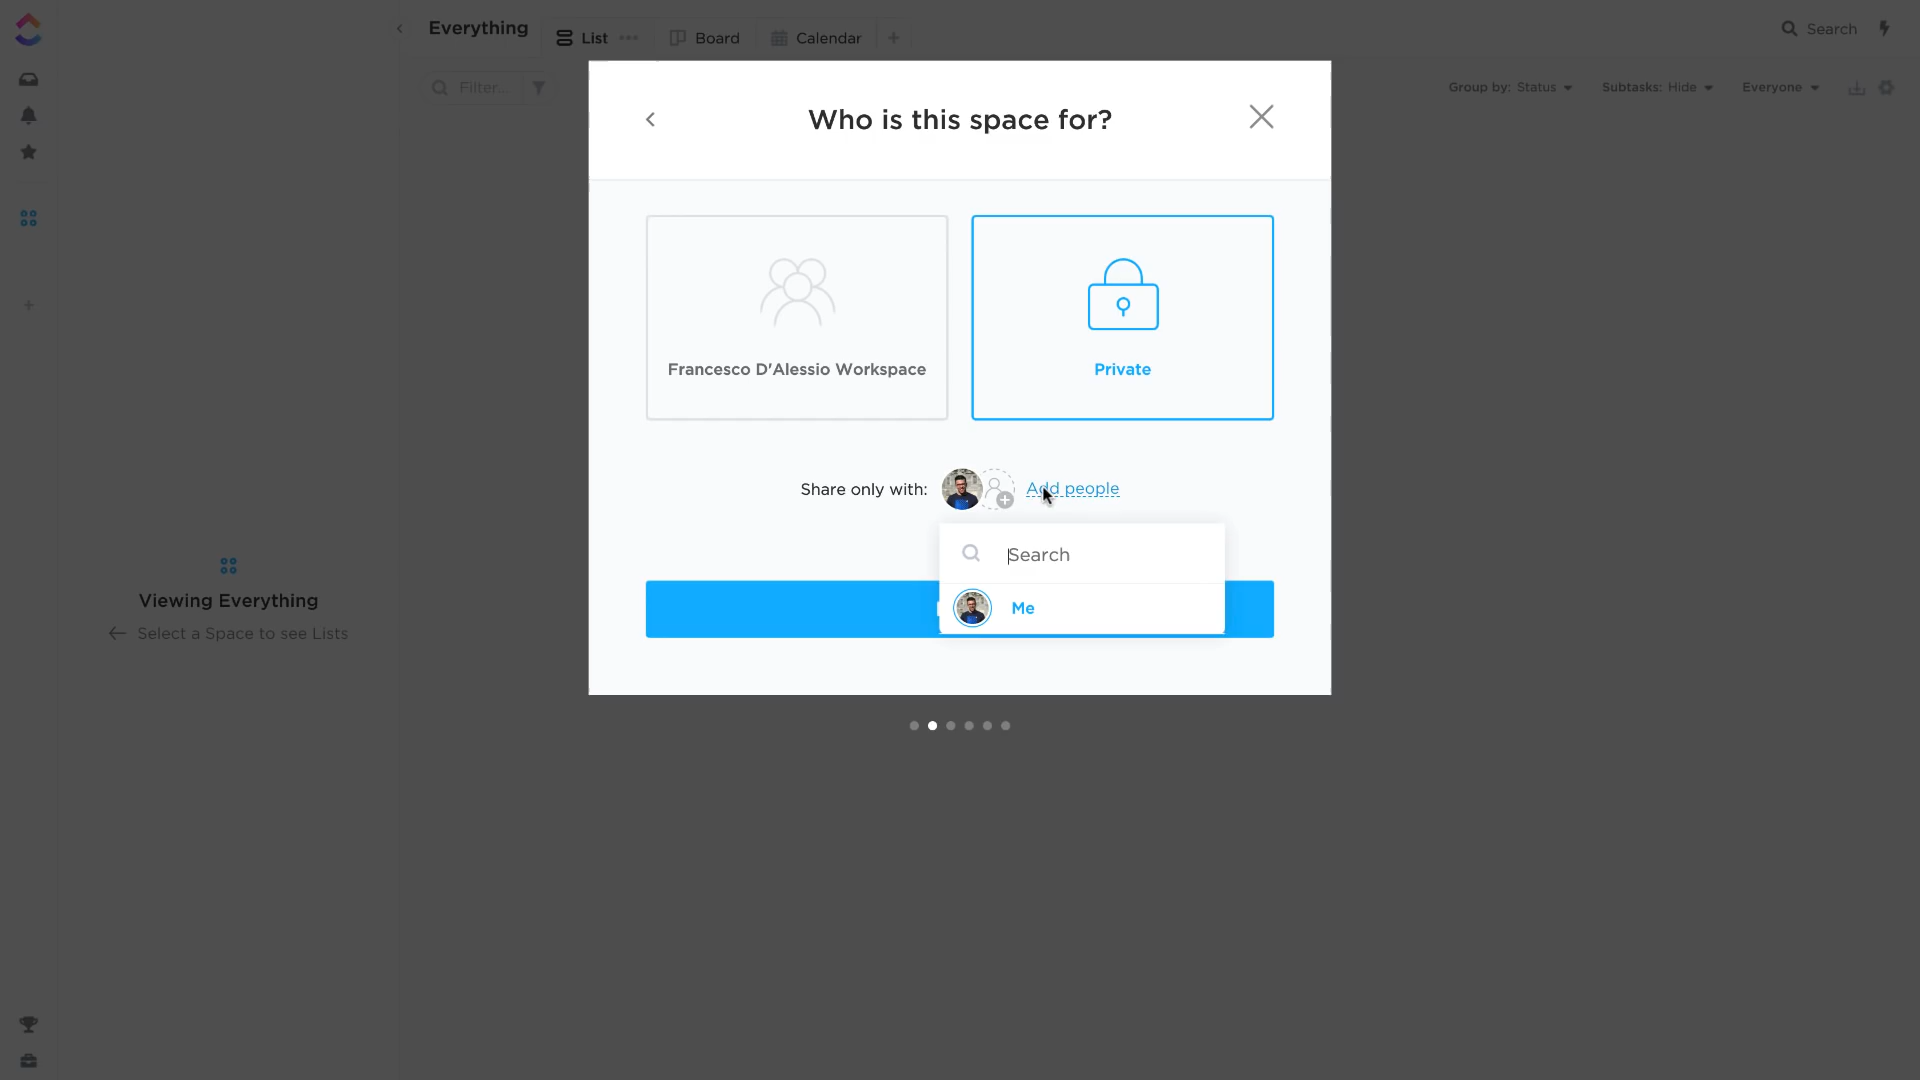 Everything
List
Board
Calendar
Search
Filter...
Group by: Status
Subtasks: Hide
Everyone
Who is this space for?
Francesco D'Alessio Workspace
Private
Share only with:
Add people
Search
Me
Viewing Everything
Select a Space to see Lists